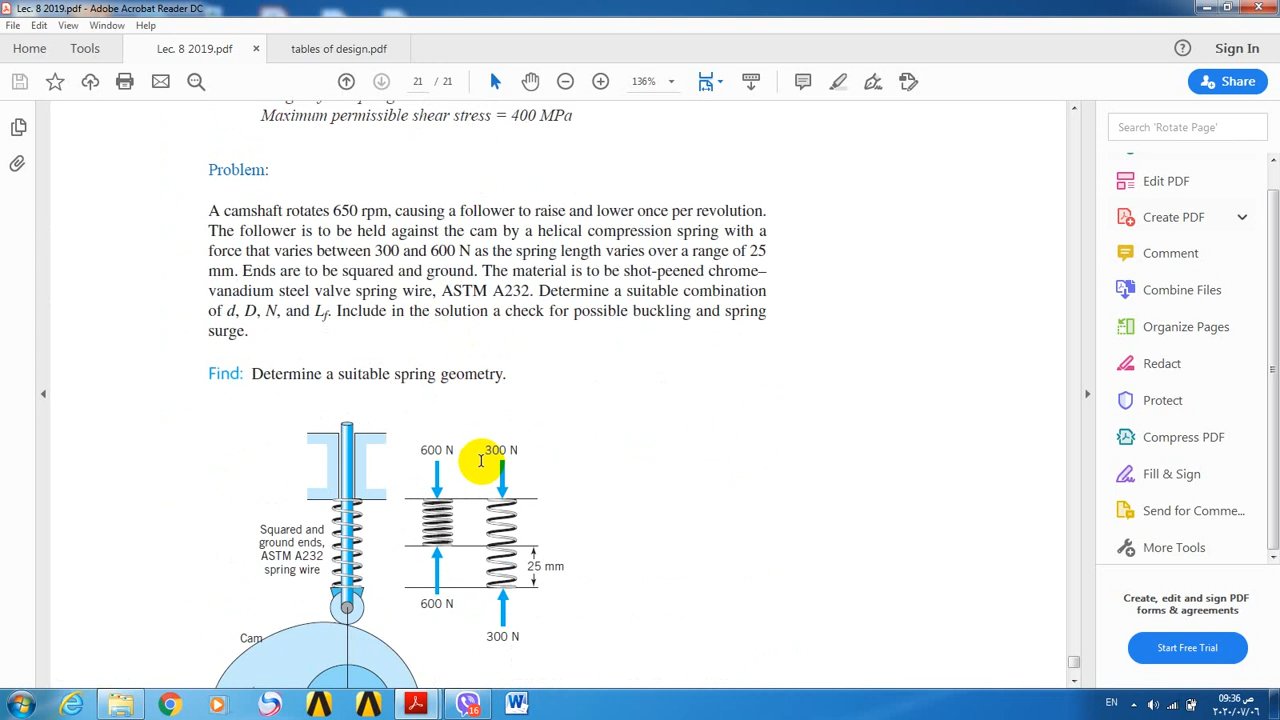 Lec. 8 2019.pdf - Adobe Acrobat Reader DC
File Edit View Window Help
Home Tools Lec. 8 2019.pdf × tables of design.pdf Sign In
21 / 21 136% Share
Maximum permissible shear stress = 400 MPa
Problem:
A camshaft rotates 650 rpm, causing a follower to raise and lower once per revolution.
The follower is to be held against the cam by a helical compression spring with a
force that varies between 300 and 600 N as the spring length varies over a range of 25
mm. Ends are to be squared and ground. The material is to be shot-peened chrome–
vanadium steel valve spring wire, ASTM A232. Determine a suitable combination
of d, D, N, and Lf. Include in the solution a check for possible buckling and spring
surge.
Find: Determine a suitable spring geometry.
600 N 300 N
Squared and
ground ends,
ASTM A232
spring wire
25 mm
600 N
300 N
Cam
Search 'Rotate Page'
Edit PDF
Create PDF
Comment
Combine Files
Organize Pages
Redact
Protect
Compress PDF
Fill & Sign
Send for Comme...
More Tools
Create, edit and sign PDF
forms & agreements
Start Free Trial
16
EN
09:36 ص
٢٠٢٠/٠٧/٠٦